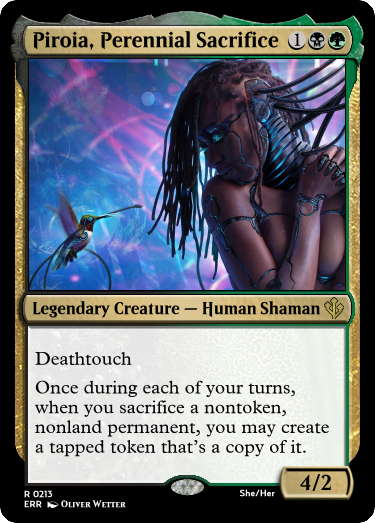 Piroia, Perennial Sacrifice 1
Legendary Creature — Human Shaman
Deathtouch
Once during each of your turns,
when you sacrifice a nontoken,
nonland permanent, you may create
a tapped token that's a copy of it.
4/2
R 0213 She/Her
ERR Oliver Wetter